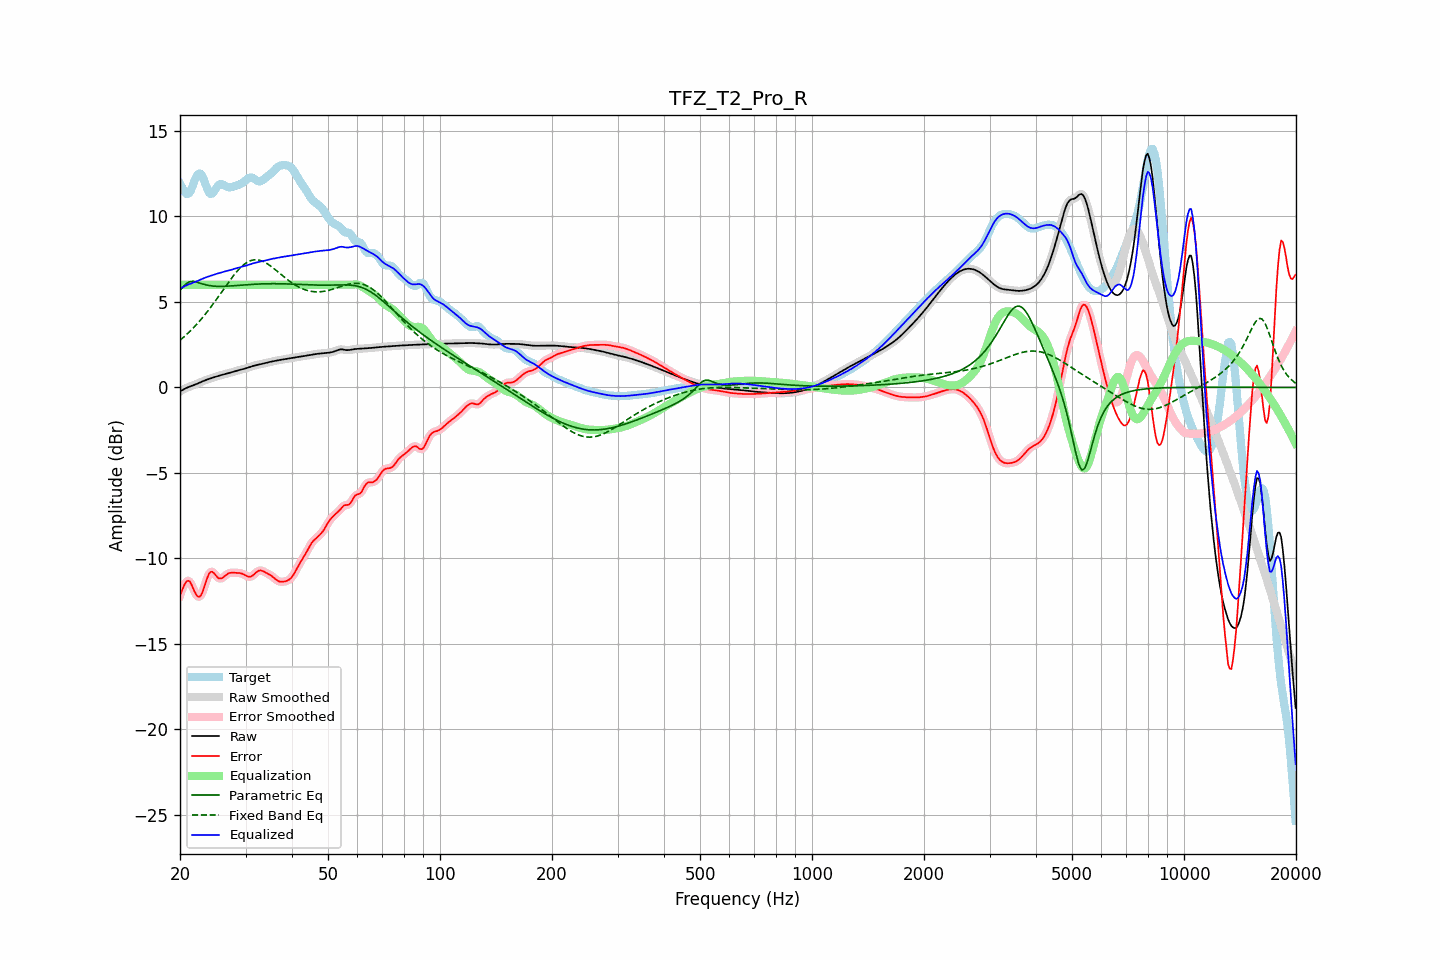 TFZ_T2_Pro_R
Amplitude (dBr)
15
10
5
0
−5
−10
−15
−20
−25
Target
Raw Smoothed
Error Smoothed
Raw
Error
Equalization
Parametric Eq
Fixed Band Eq
Equalized
20 50 100 200 500 1000 2000 5000 10000 20000
Frequency (Hz)